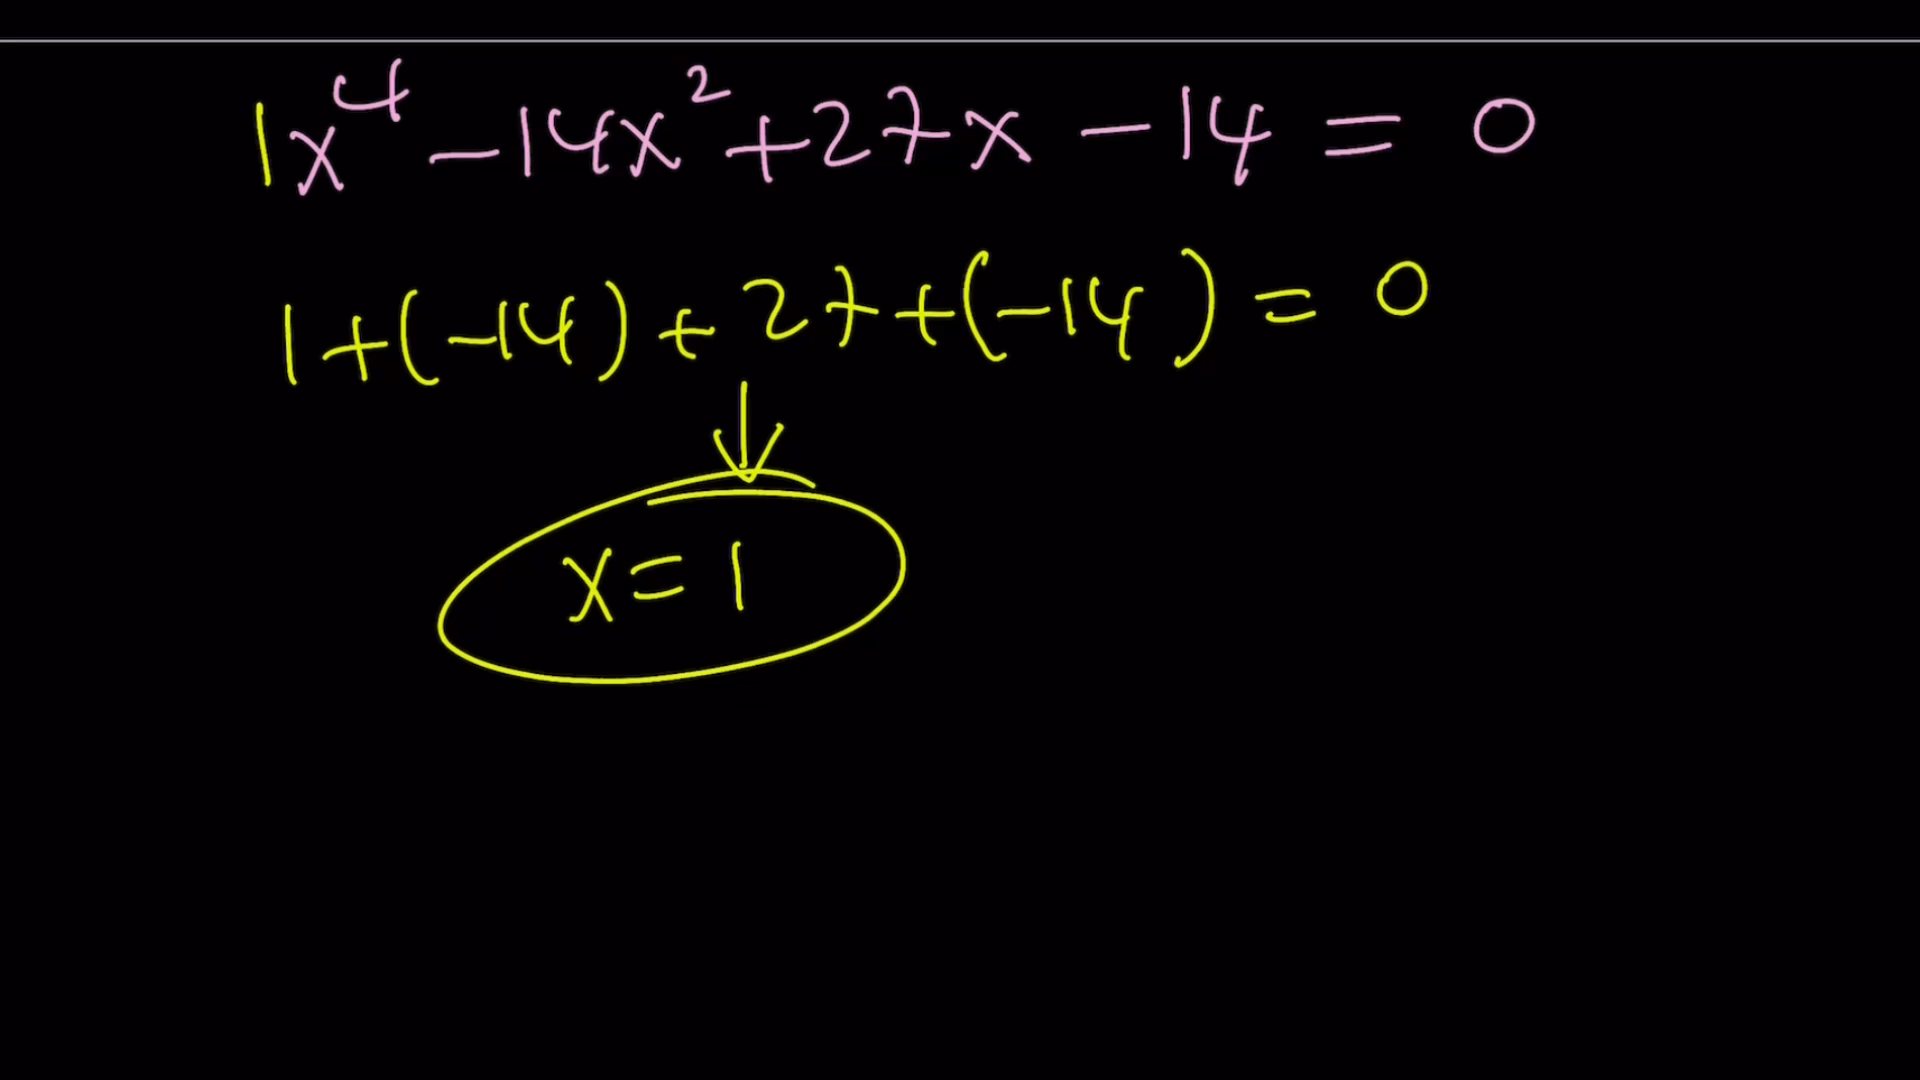 1x⁴ - 14x² + 27x - 14 = 0
1 + (-14) + 27 + (-14) = 0
x = 1